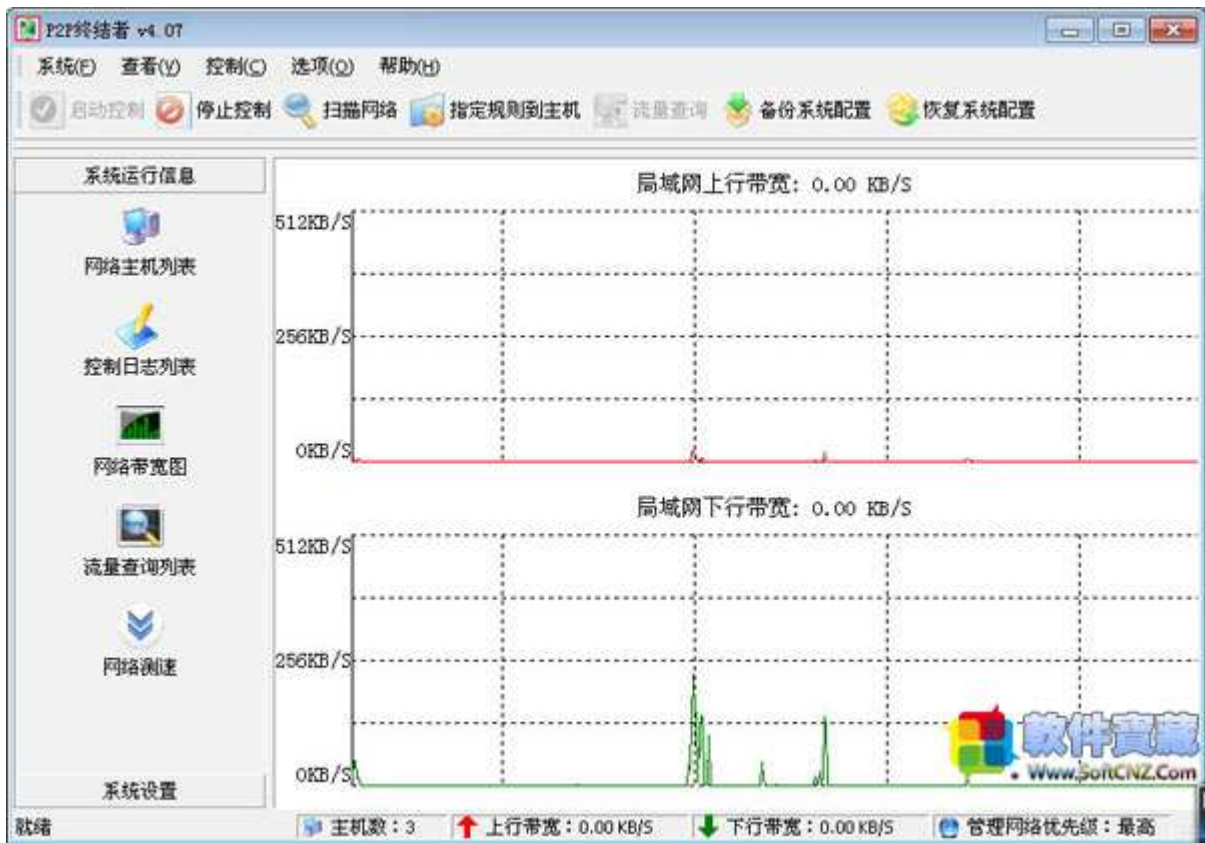 P2P终结者 v4.07
系统(F) 查看(V) 控制(C) 选项(O) 帮助(H)
启动控制 停止控制 扫描网络 指定规则到主机 流量查询 备份系统配置 恢复系统配置
系统运行信息
网络主机列表
控制日志列表
网络带宽图
流量查询列表
网络测速
系统设置
局域网上行带宽: 0.00 KB/S
512KB/S
256KB/S
0KB/S
局域网下行带宽: 0.00 KB/S
512KB/S
256KB/S
0KB/S
軟件寶藏
www.SoftCNZ.Com
就绪 主机数：3 上行带宽：0.00 KB/S 下行带宽：0.00 KB/S 管理网络优先级：最高